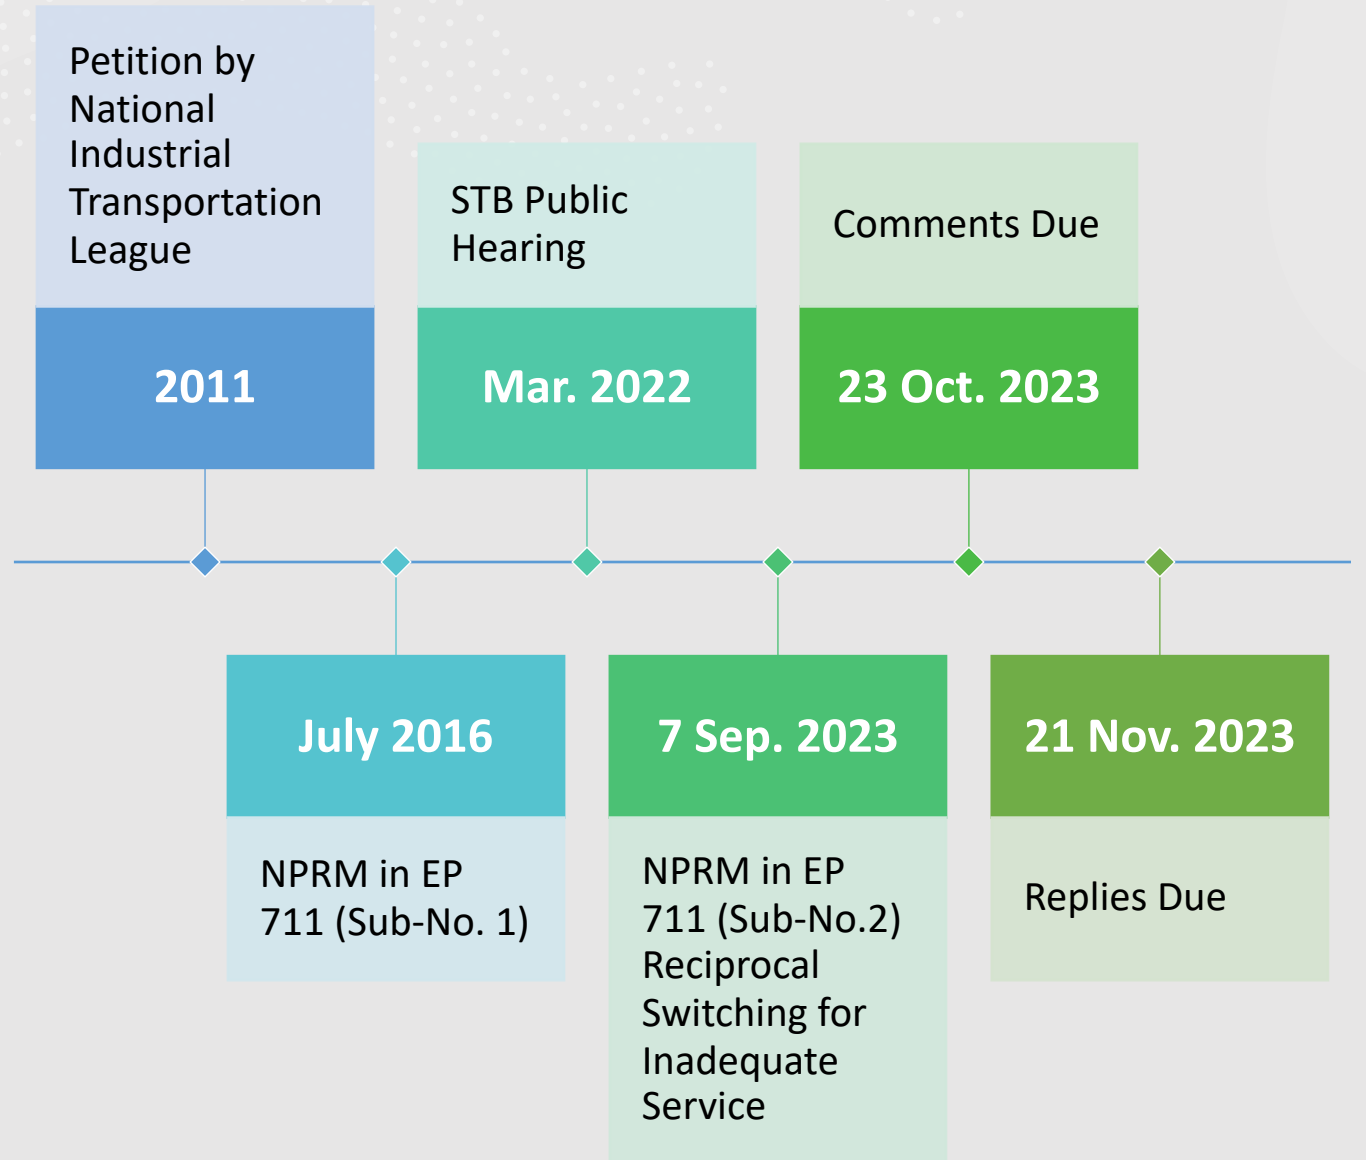 Petition by
National
Industrial
Transportation
League
2011
July 2016
NPRM in EP
711 (Sub-No. 1)
STB Public
Hearing
Mar. 2022
7 Sep. 2023
NPRM in EP
711 (Sub-No.2)
Reciprocal
Switching for
Inadequate
Service
Comments Due
23 Oct. 2023
21 Nov. 2023
Replies Due